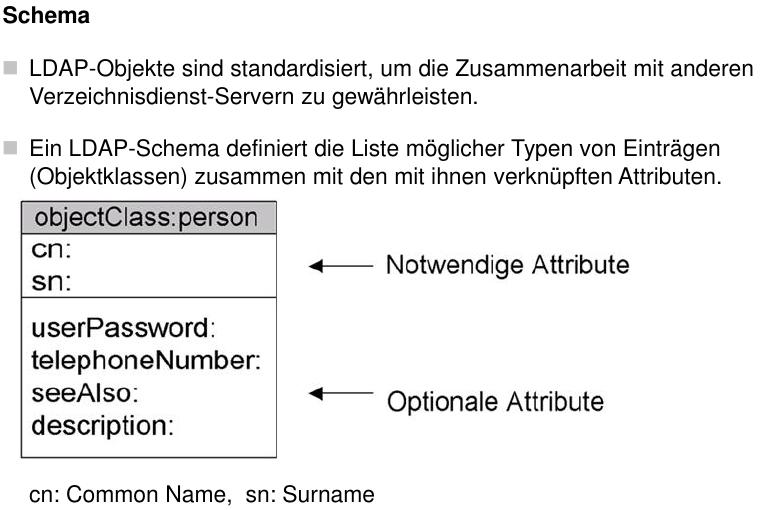 Schema
LDAP-Objekte sind standardisiert, um die Zusammenarbeit mit anderen
Verzeichnisdienst-Servern zu gewährleisten.
Ein LDAP-Schema definiert die Liste möglicher Typen von Einträgen
(Objektklassen) zusammen mit den mit ihnen verknüpften Attributen.
objectClass:person
cn:
sn:
Notwendige Attribute
userPassword:
telephoneNumber:
seeAlso:
description:
Optionale Attribute
cn: Common Name, sn: Surname